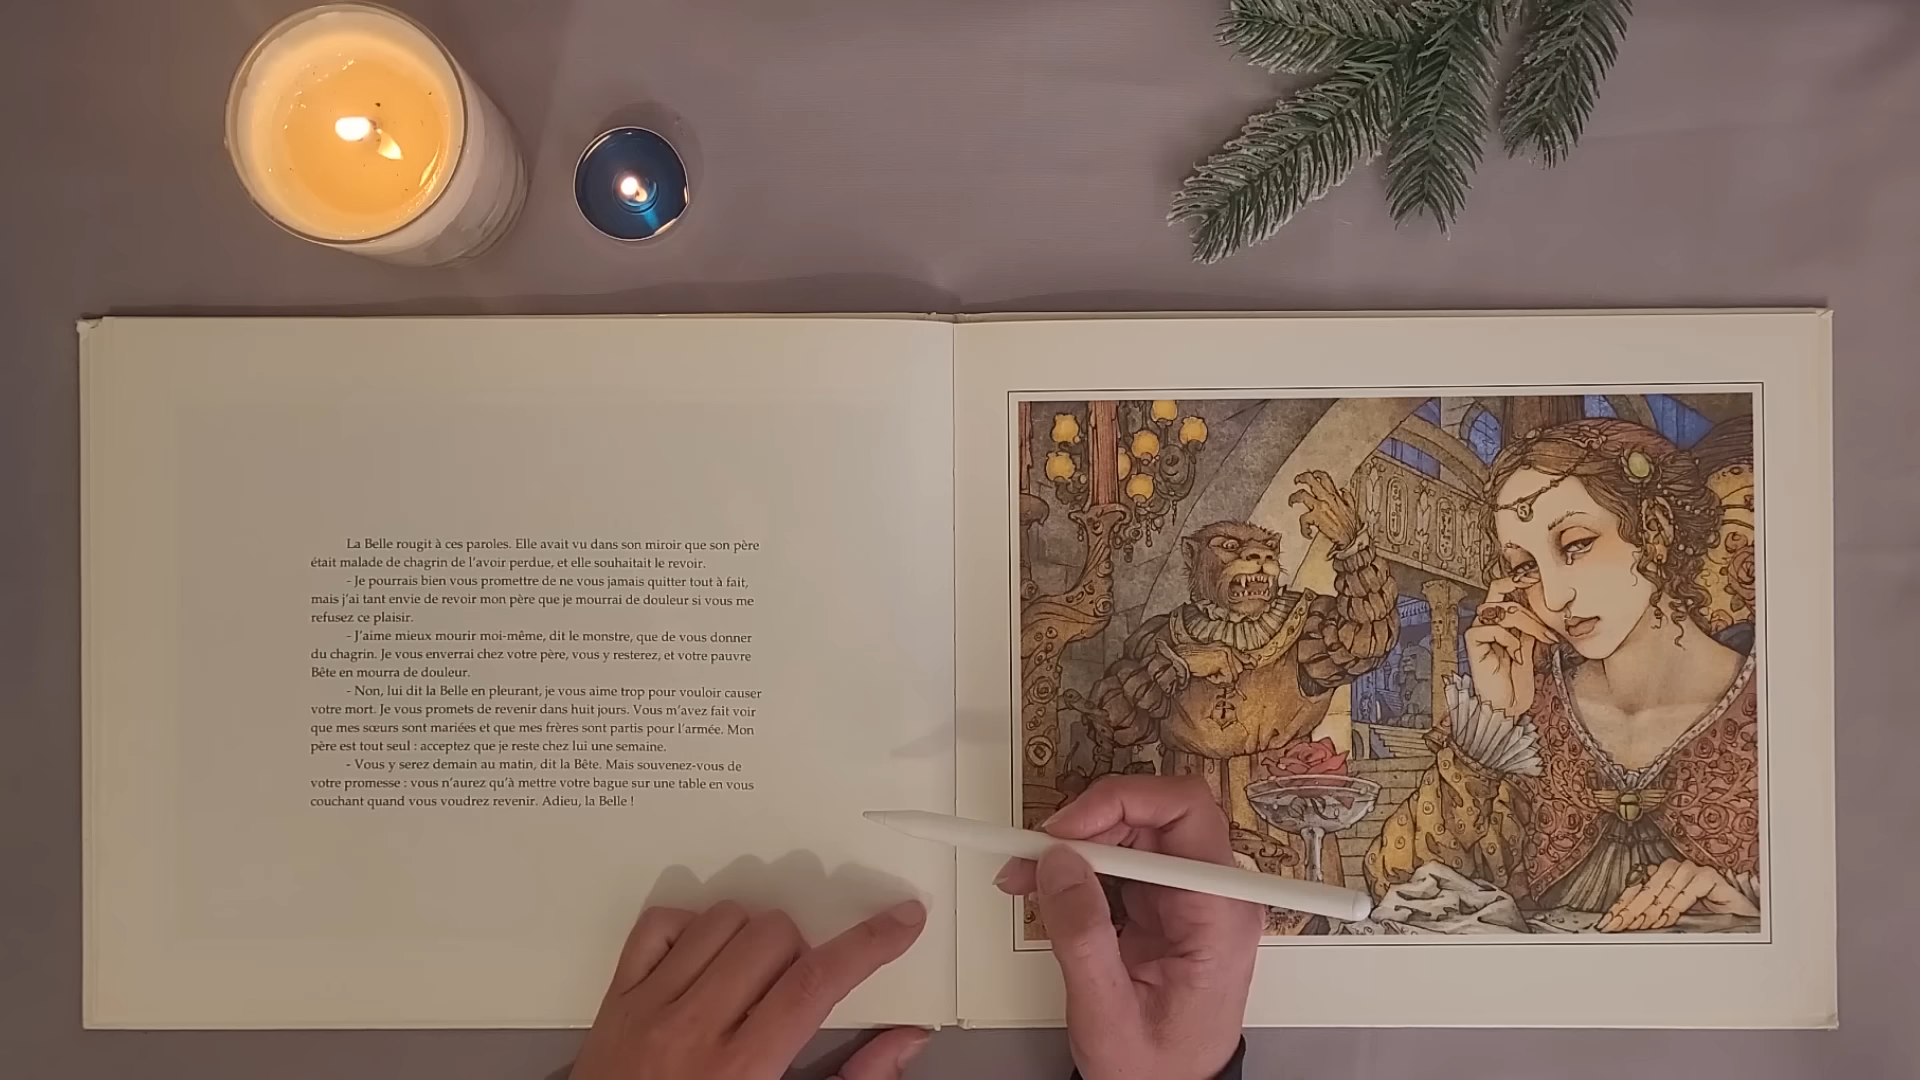 La Belle rougit à ces paroles. Elle avait vu dans son miroir que son père
était malade de chagrin de l'avoir perdue, et elle souhaitait le revoir.
- Je pourrais bien vous promettre de ne vous jamais quitter tout à fait,
mais j'ai tant envie de revoir mon père que je mourrai de douleur si vous me
refusez ce plaisir.
- J'aime mieux mourir moi-même, dit le monstre, que de vous donner
du chagrin. Je vous enverrai chez votre père, vous y resterez, et votre pauvre
Bête en mourra de douleur.
- Non, lui dit la Belle en pleurant, je vous aime trop pour vouloir causer
votre mort. Je vous promets de revenir dans huit jours. Vous m'avez fait voir
que mes sœurs sont mariées et que mes frères sont partis pour l'armée. Mon
père est tout seul : acceptez que je reste chez lui une semaine.
- Vous y serez demain au matin, dit la Bête. Mais souvenez-vous de
votre promesse : vous n'aurez qu'à mettre votre bague sur une table en vous
couchant quand vous voudrez revenir. Adieu, la Belle !